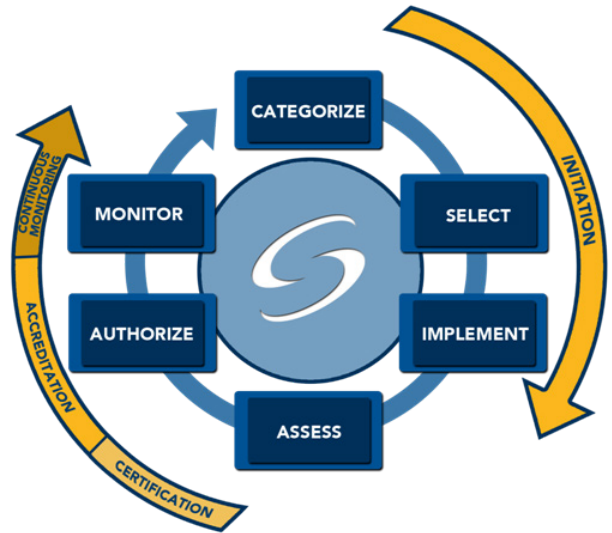 CATEGORIZE
SELECT
IMPLEMENT
ASSESS
AUTHORIZE
MONITOR
INITIATION
CERTIFICATION
ACCREDITATION
CONTINUOUS
MONITORING